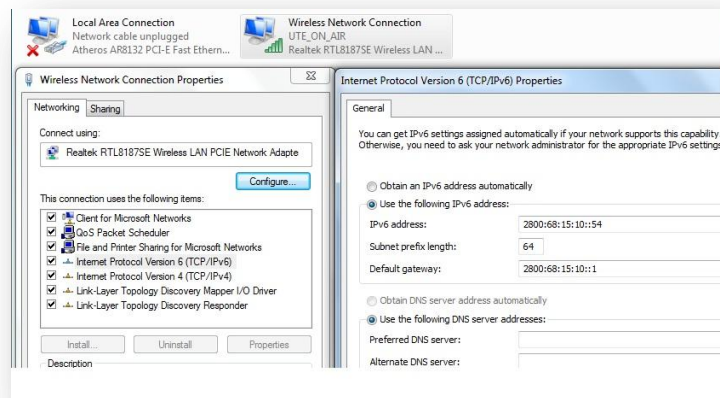 Local Area Connection
Network cable unplugged
Atheros AR8132 PCI-E Fast Ethern...
Wireless Network Connection
UTE_ON_AIR
Realtek RTL8187SE Wireless LAN ...
Wireless Network Connection Properties
Networking
Sharing
Connect using:
Realtek RTL8187SE Wireless LAN PCIE Network Adapte
Configure...
This connection uses the following items:
Client for Microsoft Networks
QoS Packet Scheduler
File and Printer Sharing for Microsoft Networks
Internet Protocol Version 6 (TCP/IPv6)
Internet Protocol Version 4 (TCP/IPv4)
Link-Layer Topology Discovery Mapper I/O Driver
Link-Layer Topology Discovery Responder
Install...
Uninstall
Properties
Description
Internet Protocol Version 6 (TCP/IPv6) Properties
General
You can get IPv6 settings assigned automatically if your network supports this capability
Otherwise, you need to ask your network administrator for the appropriate IPv6 settings
Obtain an IPv6 address automatically
Use the following IPv6 address:
IPv6 address: 2800:68:15:10::54
Subnet prefix length: 64
Default gateway: 2800:68:15:10::1
Obtain DNS server address automatically
Use the following DNS server addresses:
Preferred DNS server:
Alternate DNS server: